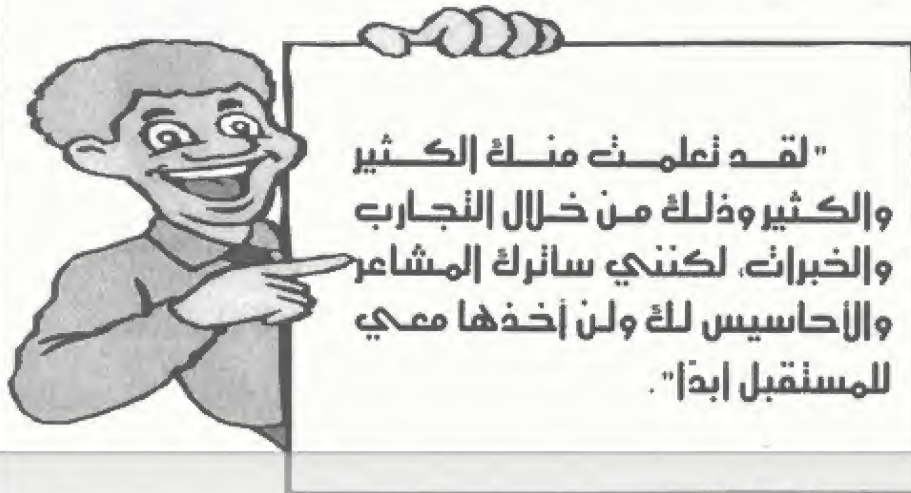 "لقد تعلمت منك الكثير
والكثير وذلك من خلال التجارب
والخبرات، لكنني سأترك المشاعر
والأحاسيس لك ولن أخذها معي
للمستقبل إبدًا".